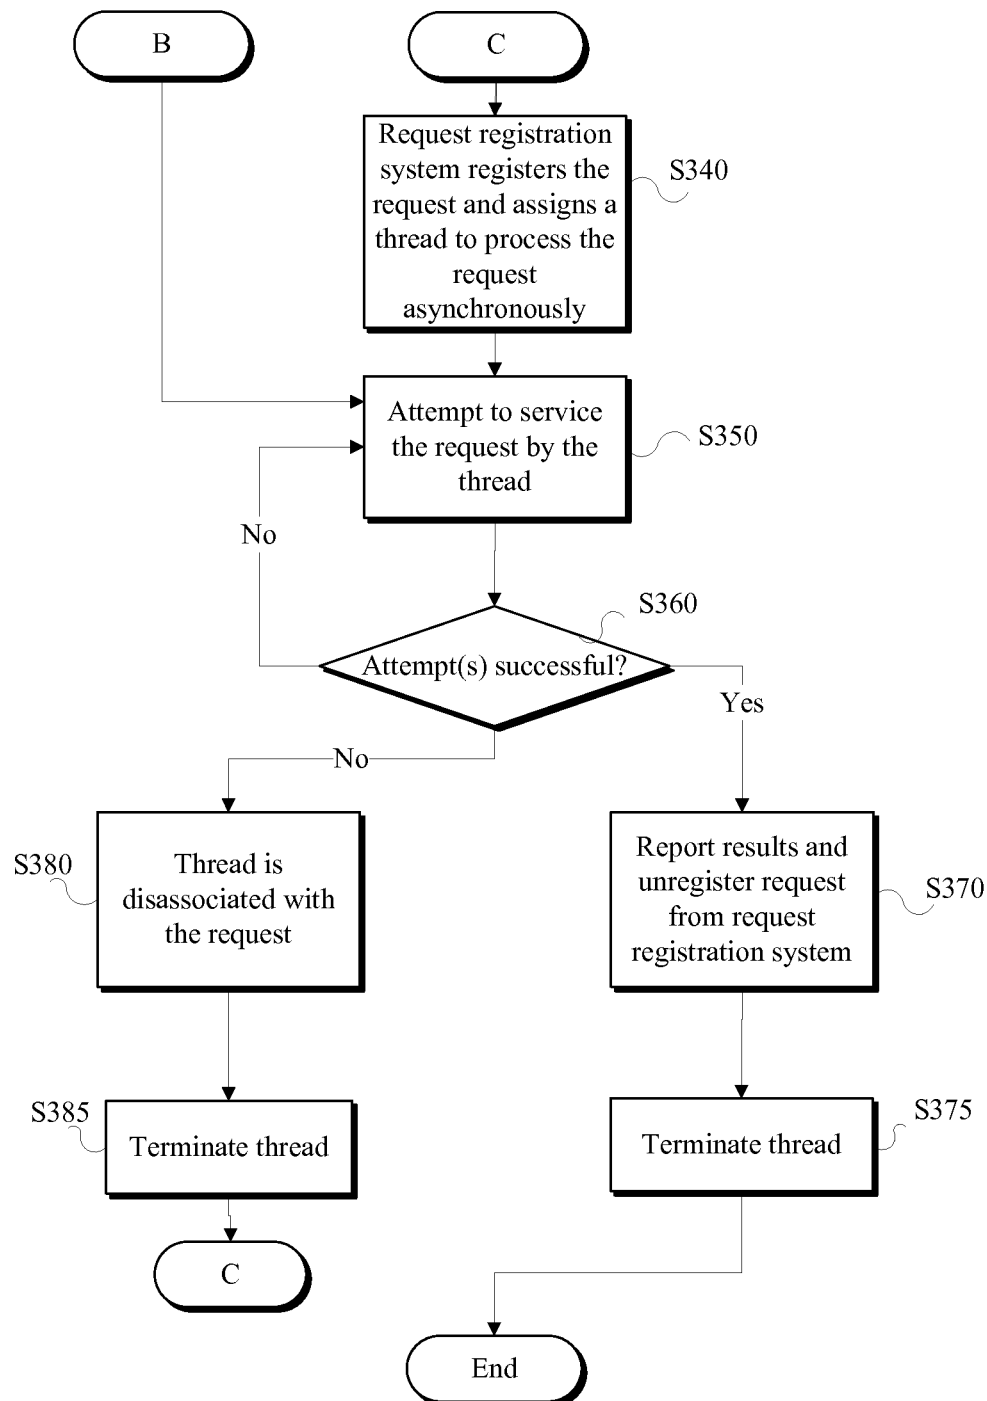 B
C
Request registration
system registers the
request and assigns a
thread to process the
request
asynchronously
S340
Attempt to service
the request by the
thread
S350
No
S360
Attempt(s) successful?
Yes
No
S380
Thread is
disassociated with
the request
Report results and
unregister request
from request
registration system
S370
S385
Terminate thread
Terminate thread
S375
C
End